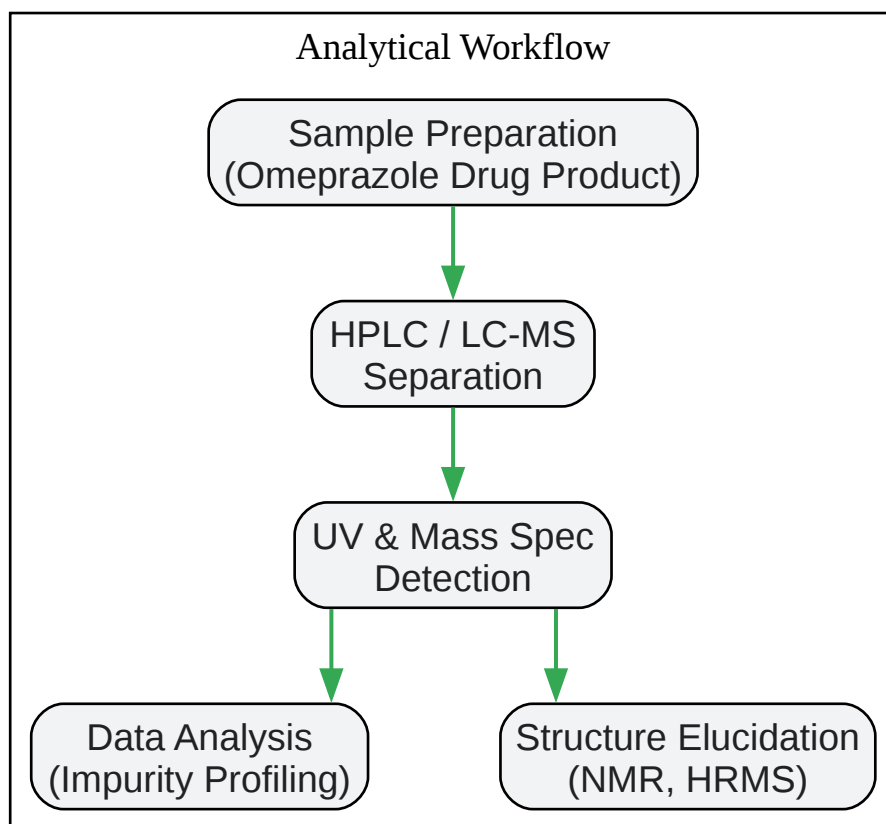 Analytical Workflow
Sample Preparation
(Omeprazole Drug Product)
HPLC / LC-MS
Separation
UV & Mass Spec
Detection
Data Analysis
(Impurity Profiling)
Structure Elucidation
(NMR, HRMS)